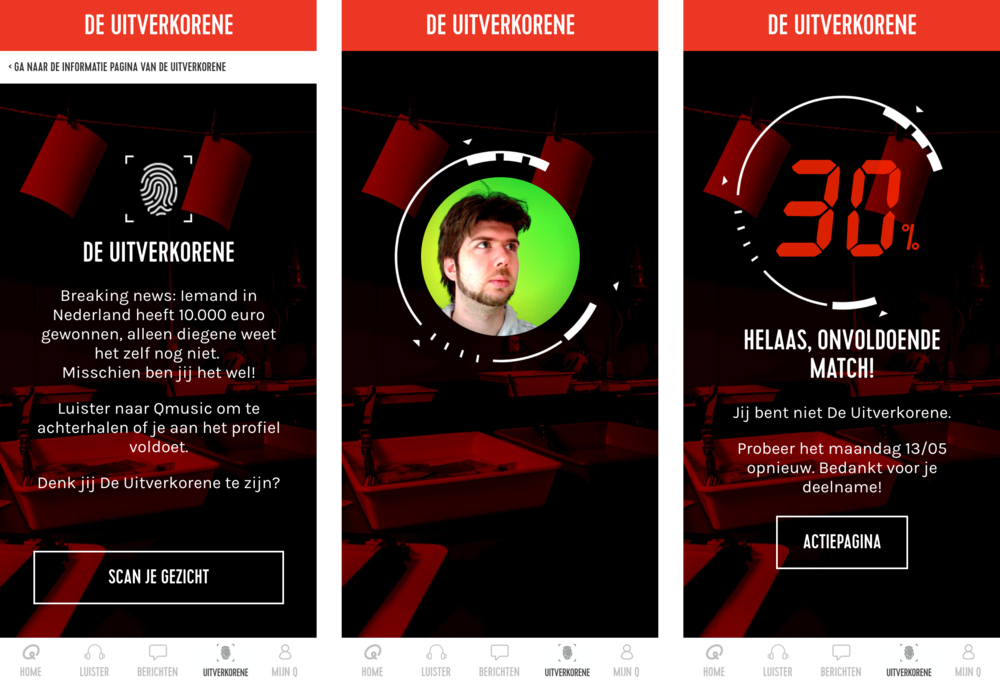 DE UITVERKORENE
< GA NAAR DE INFORMATIE PAGINA VAN DE UITVERKORENE
DE UITVERKORENE
Breaking news: Iemand in
Nederland heeft 10.000 euro
gewonnen, alleen diegene weet
het zelf nog niet.
Misschien ben jij het wel!
Luister naar Qmusic om te
achterhalen of je aan het profiel
voldoet.
Denk jij De Uitverkorene te zijn?
SCAN JE GEZICHT
HOME
LUISTER
BERICHTEN
UITVERKORENE
MIJN Q
DE UITVERKORENE
HOME
LUISTER
BERICHTEN
UITVERKORENE
MIJN Q
DE UITVERKORENE
30%
HELAAS, ONVOLDOENDE
MATCH!
Jij bent niet De Uitverkorene.
Probeer het maandag 13/05
opnieuw. Bedankt voor je
deelname!
ACTIEPAGINA
HOME
LUISTER
BERICHTEN
UITVERKORENE
MIJN Q